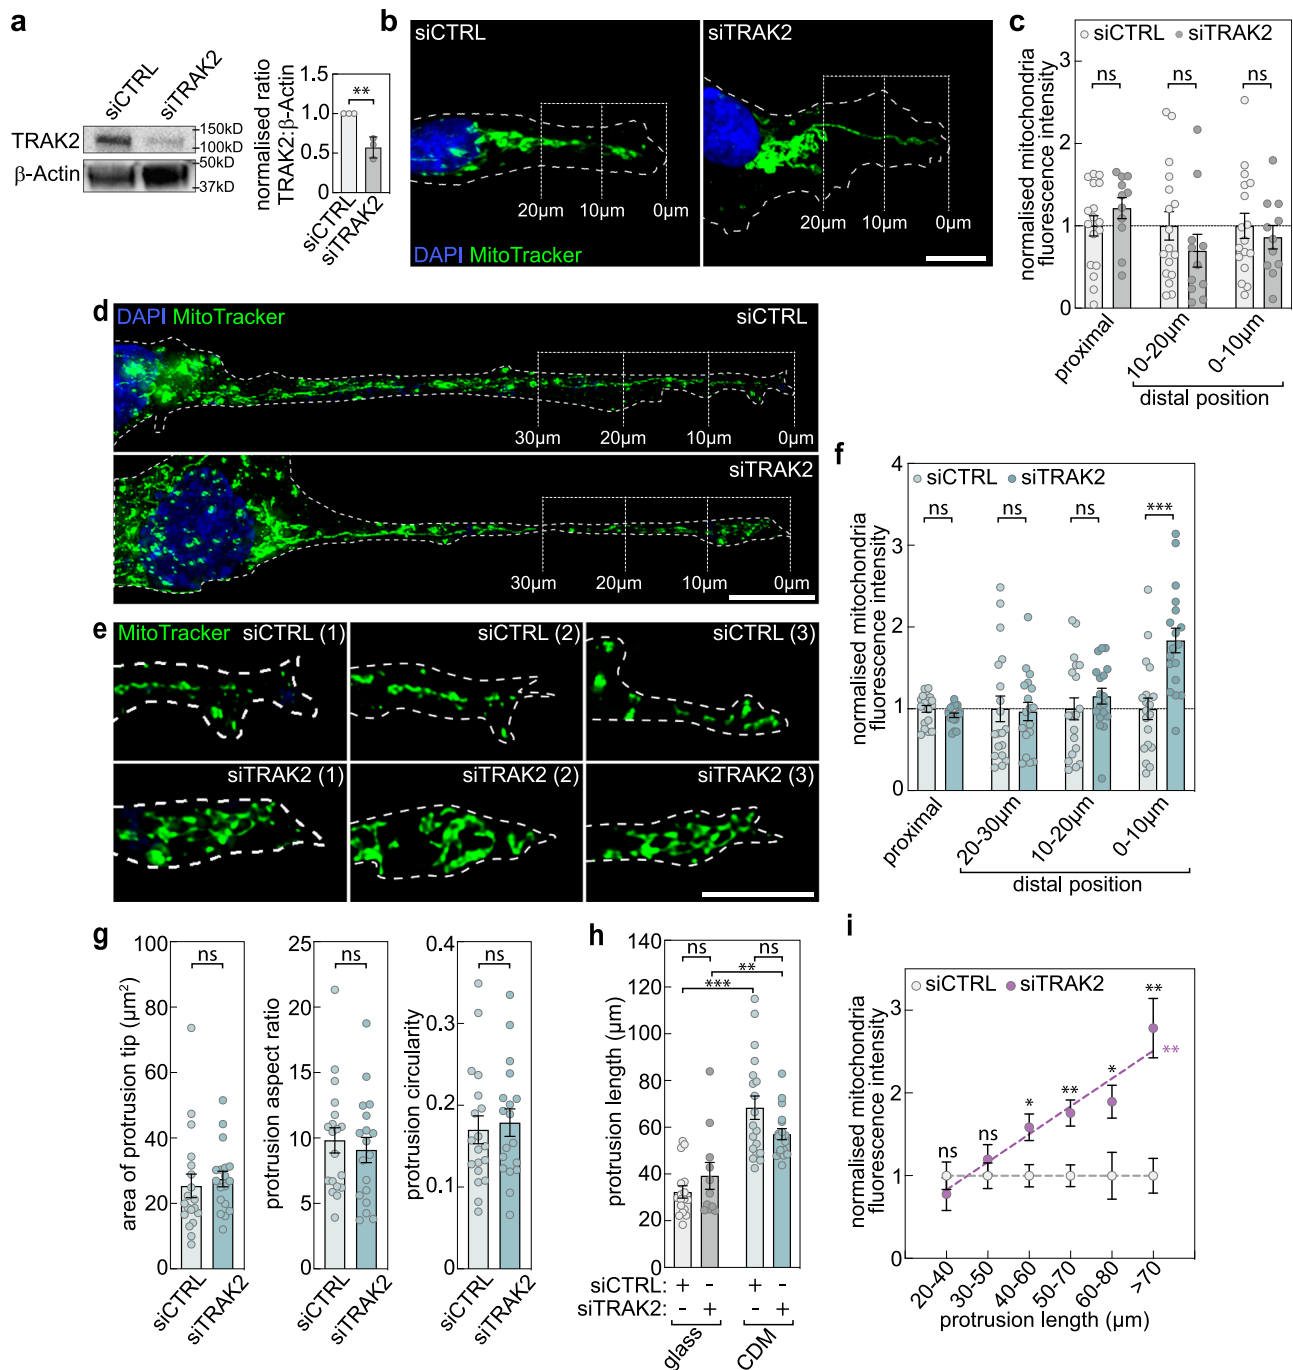 a
siCTRL
siTRAK2
TRAK2
β-Actin
150kD
100kD
50kD
37kD
normalised ratio
TRAK2:β-Actin
1.0
0.5
0
**
siCTRL
siTRAK2
b
siCTRL
siTRAK2
20µm
10µm
0µm
20µm
10µm
0µm
DAPI MitoTracker
c
normalised mitochondria
fluorescence intensity
siCTRL
siTRAK2
3
2
1
0
ns
ns
ns
proximal
10-20µm
0-10µm
distal position
d
DAPI MitoTracker
siCTRL
30µm
20µm
10µm
0µm
siTRAK2
30µm
20µm
10µm
0µm
e
MitoTracker
siCTRL (1)
siCTRL (2)
siCTRL (3)
siTRAK2 (1)
siTRAK2 (2)
siTRAK2 (3)
f
normalised mitochondria
fluorescence intensity
siCTRL
siTRAK2
4
3
2
1
0
ns
ns
ns
***
proximal
20-30µm
10-20µm
0-10µm
distal position
g
area of protrusion tip (µm²)
100
80
60
40
20
0
ns
siCTRL
siTRAK2
protrusion aspect ratio
25
20
15
10
5
0
ns
siCTRL
siTRAK2
protrusion circularity
0.4
0.3
0.2
0.1
0
ns
siCTRL
siTRAK2
h
protrusion length (µm)
140
120
100
80
60
40
20
0
ns
ns
**
***
siCTRL: + - + -
siTRAK2: - + - +
glass
CDM
i
normalised mitochondria
fluorescence intensity
siCTRL
siTRAK2
3
2
1
0
ns
ns
*
**
*
**
**
20-40
30-50
40-60
50-70
60-80
>70
protrusion length (µm)